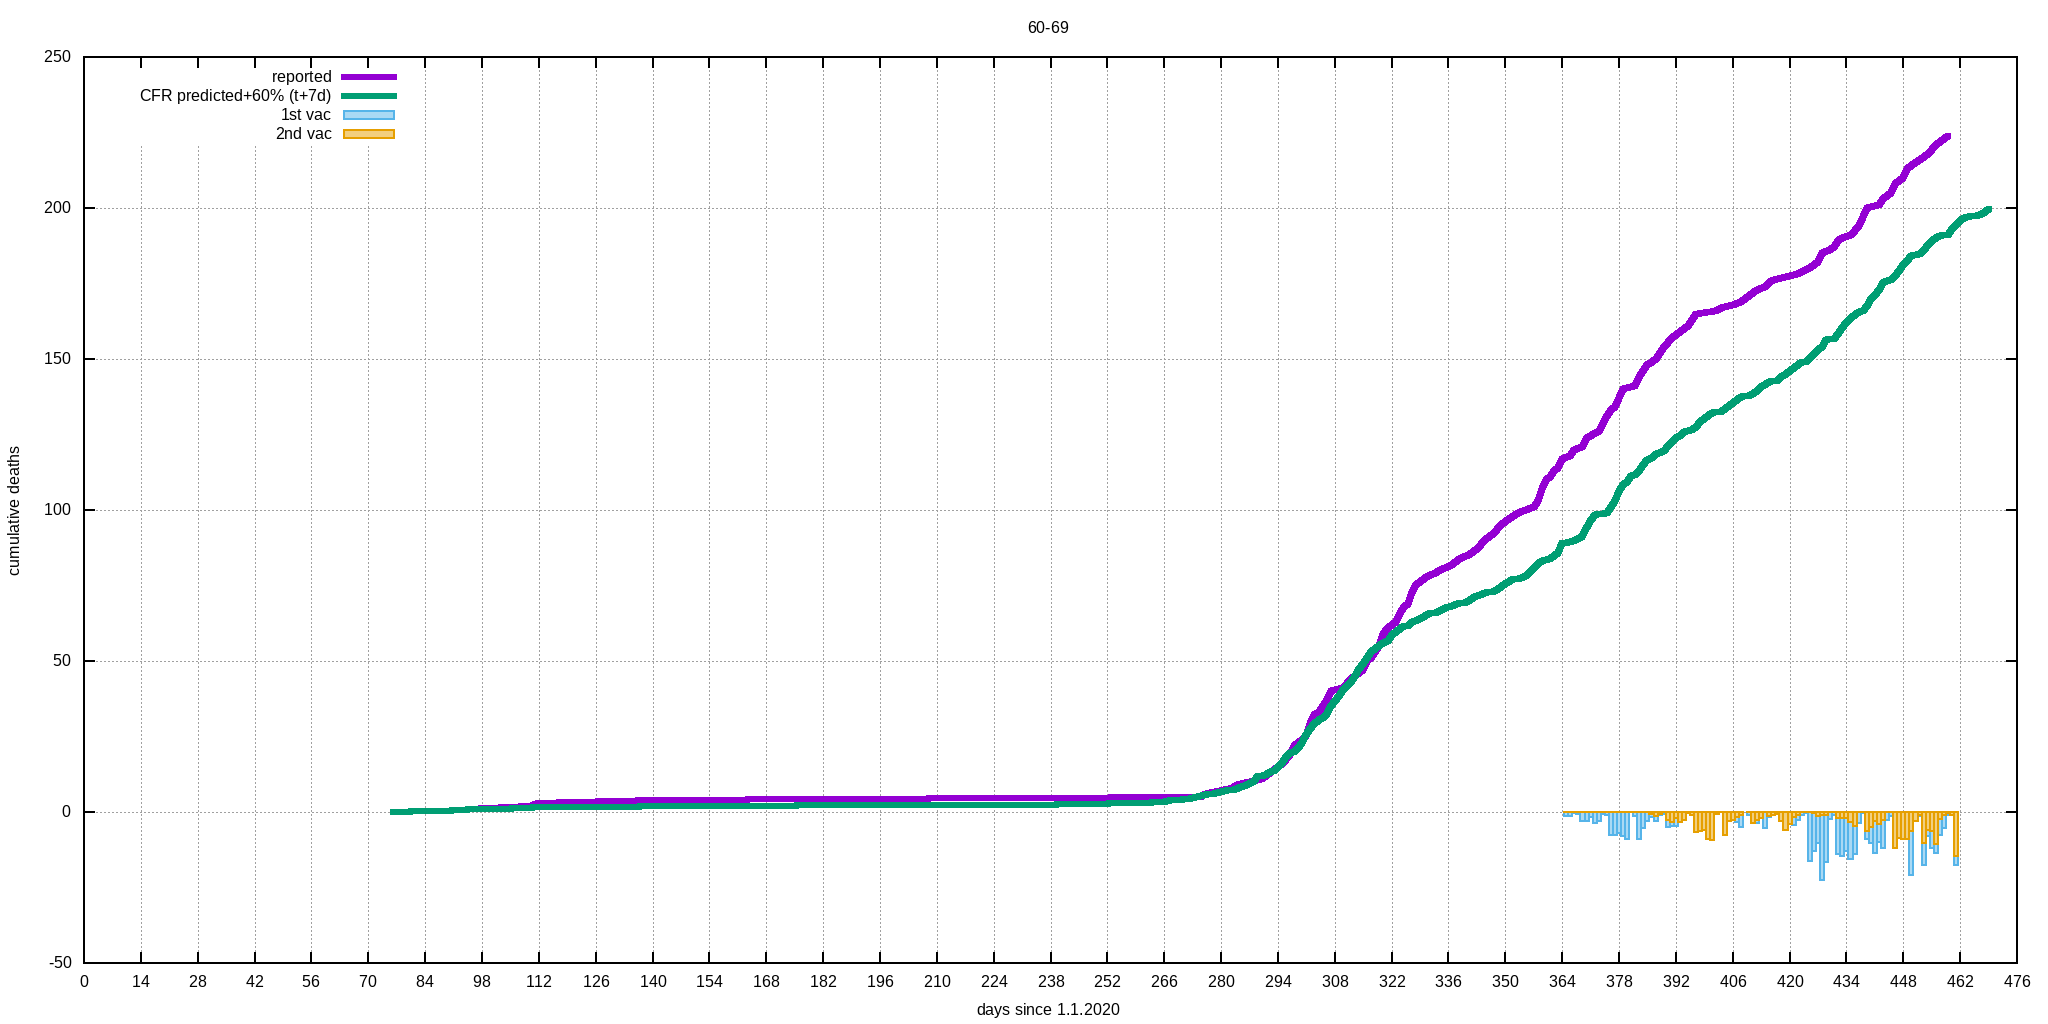 60-69
250
200
150
100
50
0
-50
cumulative deaths
reported
CFR predicted+60% (t+7d)
1st vac
2nd vac
0 14 28 42 56 70 84 98 112 126 140 154 168 182 196 210 224 238 252 266 280 294 308 322 336 350 364 378 392 406 420 434 448 462 476
days since 1.1.2020